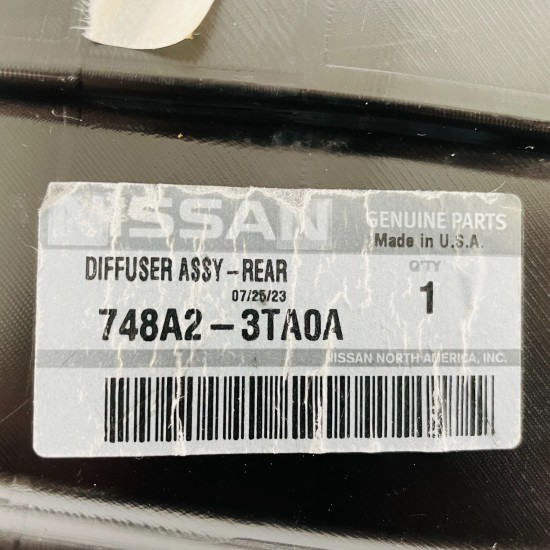 NISSAN
GENUINE PARTS
Made in U.S.A.
DIFFUSER ASSY-REAR
Q'TY
07/25/23
1
748A2-3TA0A
NISSAN NORTH AMERICA, INC.